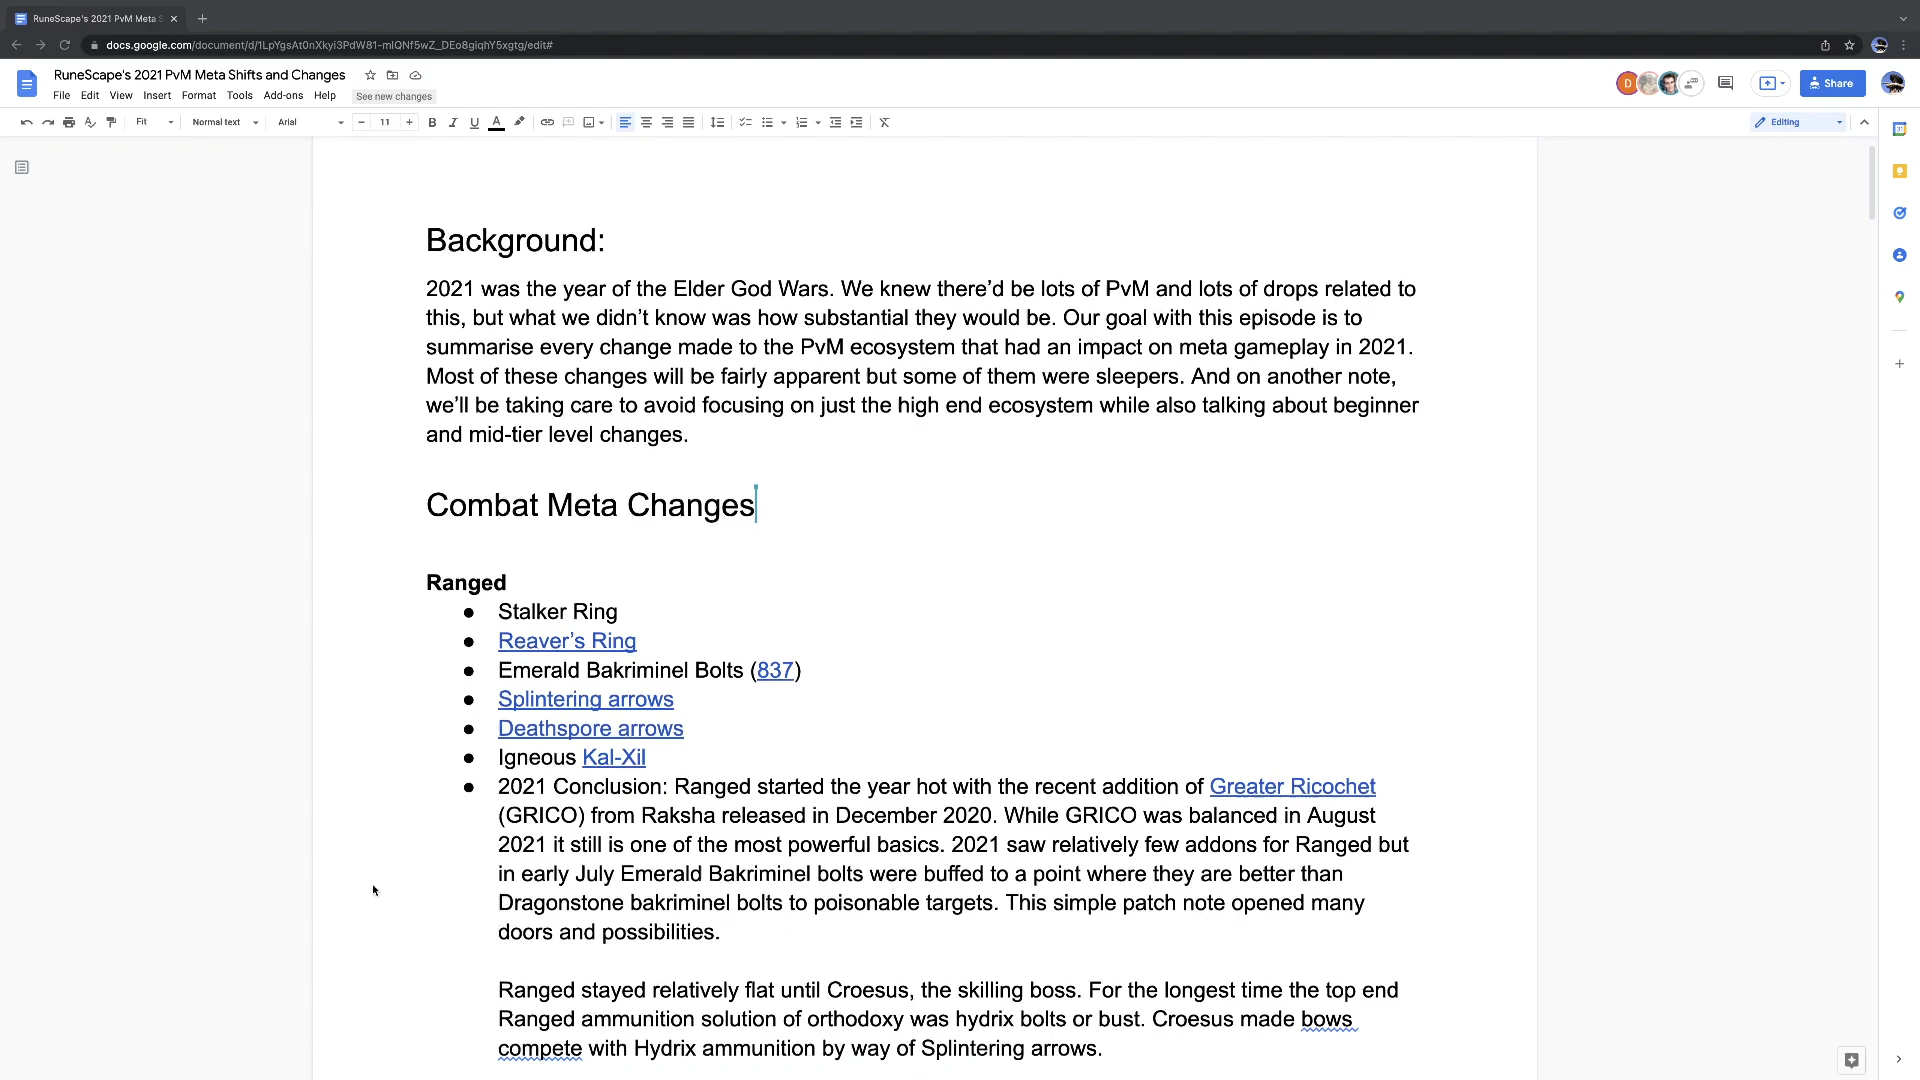 RuneScape's 2021 PvM Meta S
docs.google.com/document/d/1LpYgsAt0nXkyi3PdW81-mlQNf5wZ_DEo8giqhY5xgtg/edit#
RuneScape's 2021 PvM Meta Shifts and Changes
File Edit View Insert Format Tools Add-ons Help See new changes
D
Share
Fit Normal text Arial 11 B I U A Editing
31
Background:
2021 was the year of the Elder God Wars. We knew there'd be lots of PvM and lots of drops related to
this, but what we didn't know was how substantial they would be. Our goal with this episode is to
summarise every change made to the PvM ecosystem that had an impact on meta gameplay in 2021.
Most of these changes will be fairly apparent but some of them were sleepers. And on another note,
we'll be taking care to avoid focusing on just the high end ecosystem while also talking about beginner
and mid-tier level changes.
Combat Meta Changes
Ranged
● Stalker Ring
● Reaver's Ring
● Emerald Bakriminel Bolts (837)
● Splintering arrows
● Deathspore arrows
● Igneous Kal-Xil
● 2021 Conclusion: Ranged started the year hot with the recent addition of Greater Ricochet
(GRICO) from Raksha released in December 2020. While GRICO was balanced in August
2021 it still is one of the most powerful basics. 2021 saw relatively few addons for Ranged but
in early July Emerald Bakriminel bolts were buffed to a point where they are better than
Dragonstone bakriminel bolts to poisonable targets. This simple patch note opened many
doors and possibilities.
Ranged stayed relatively flat until Croesus, the skilling boss. For the longest time the top end
Ranged ammunition solution of orthodoxy was hydrix bolts or bust. Croesus made bows
compete with Hydrix ammunition by way of Splintering arrows.